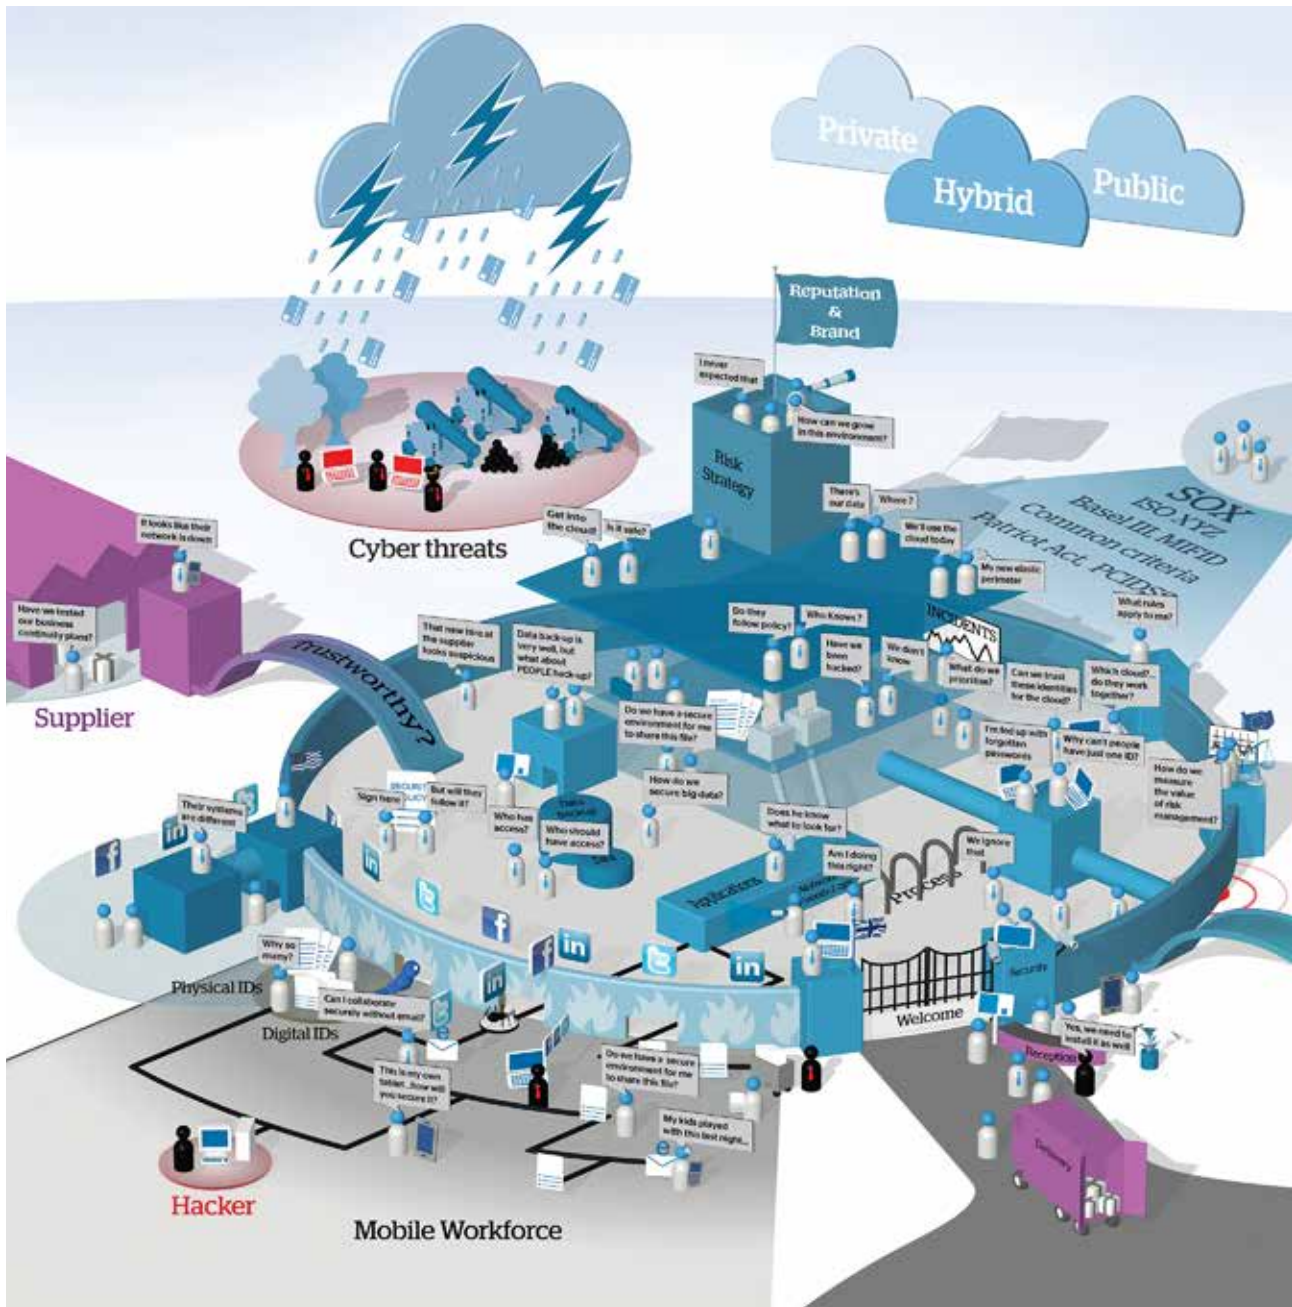 Private
Hybrid
Public
Reputation
&
Brand
I never
expected that
How can we grow
in this environment?
Risk
Strategy
There's
our data
Where?
SOX
ISO XYZ
Basel III, MIFID
Common criteria
Patriot Act,
Get into
the cloud!
Is it safe?
We'll use the
cloud today
My new elastic
perimeter
Cyber threats
It looks like their
network is down
Have we tested
our business
continuity plans?
Supplier
Trustworthy?
That new
the supplier
looks suspicious
Data back-up is
very well, but
what about
PEOPLE back-up?
Do they
follow policy?
Who knows?
INCIDENTS
What rules
apply to me?
Have we
been
hacked?
We don't
know
What do we
prioritise?
Can we trust
these identities
for the cloud?
Which cloud?...
do they work
together?
Do we have a secure
environment for me
to share this file?
I'm fed up with
forgotten
passwords
Why can't people
have just one ID?
How do we
measure
the value
of risk
management?
Their systems
are different
Sign here
But will they
follow it?
How do we
secure big data?
Who has
access?
Who should
have access?
Does he know
what to look for?
Am I doing
this right?
We ignore
that
Applications
Process
Why so
many?
Physical IDs
Can I collaborate
securely without email?
Digital IDs
Security
Welcome
Reception
Yes, we need to
install it as well
This is my own
tablet...how will
you secure it?
Do we have a secure
environment for me
to share this file?
My kids played
with this last night...
Delivery
Hacker
Mobile Workforce